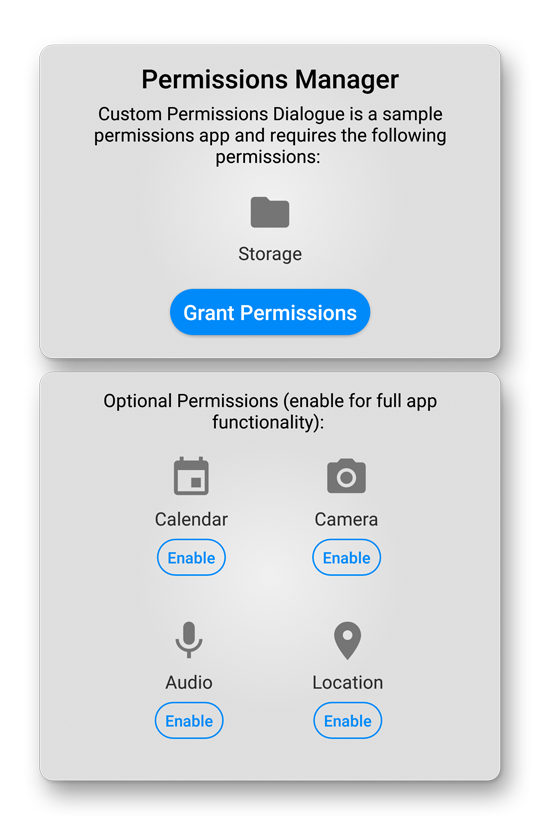 Permissions Manager
Custom Permissions Dialogue is a sample
permissions app and requires the following
permissions:
Storage
Grant Permissions
Optional Permissions (enable for full app
functionality):
Calendar
Camera
Enable
Enable
Audio
Location
Enable
Enable